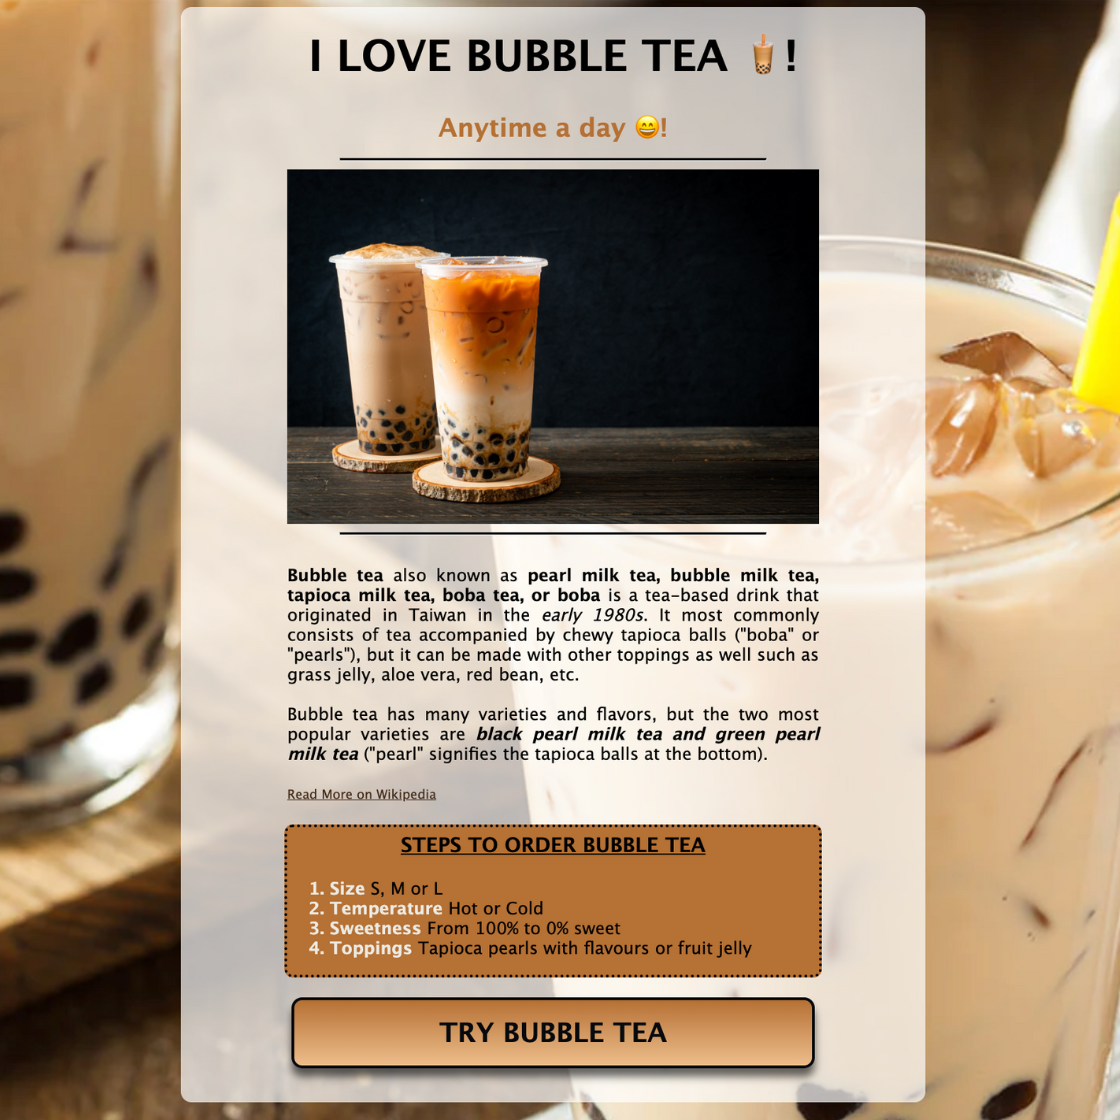 I LOVE BUBBLE TEA 🧋!
Anytime a day 😄!
Bubble tea also known as pearl milk tea, bubble milk tea,
tapioca milk tea, boba tea, or boba is a tea-based drink that
originated in Taiwan in the early 1980s. It most commonly
consists of tea accompanied by chewy tapioca balls ("boba" or
"pearls"), but it can be made with other toppings as well such as
grass jelly, aloe vera, red bean, etc.
Bubble tea has many varieties and flavors, but the two most
popular varieties are black pearl milk tea and green pearl
milk tea ("pearl" signifies the tapioca balls at the bottom).
Read More on Wikipedia
STEPS TO ORDER BUBBLE TEA
1. Size S, M or L
2. Temperature Hot or Cold
3. Sweetness From 100% to 0% sweet
4. Toppings Tapioca pearls with flavours or fruit jelly
TRY BUBBLE TEA